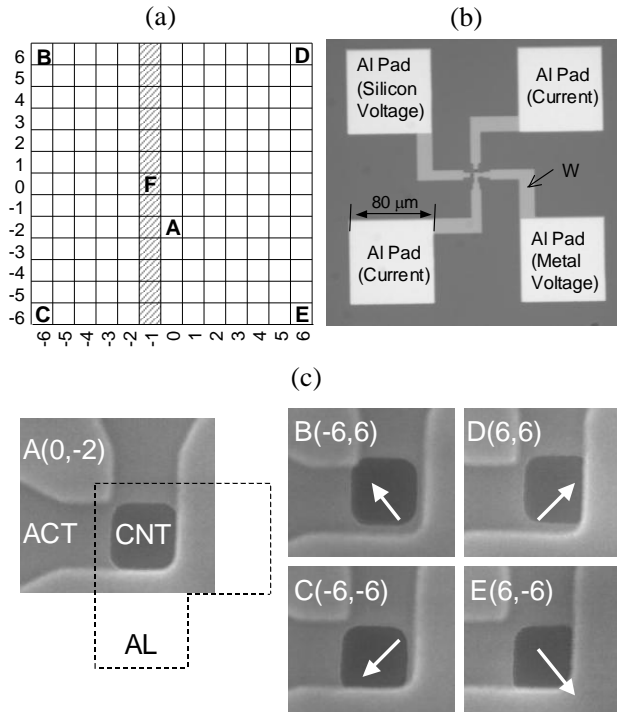 (a)
B
D
F
A
C
E
6
5
4
3
2
1
0
-1
-2
-3
-4
-5
-6
-6
-5
-4
-3
-2
-1
0
1
2
3
4
5
6
(b)
Al Pad
(Silicon
Voltage)
Al Pad
(Current)
W
80 μm
Al Pad
(Current)
Al Pad
(Metal
Voltage)
(c)
A(0,-2)
ACT
CNT
AL
B(-6,6)
D(6,6)
C(-6,-6)
E(6,-6)